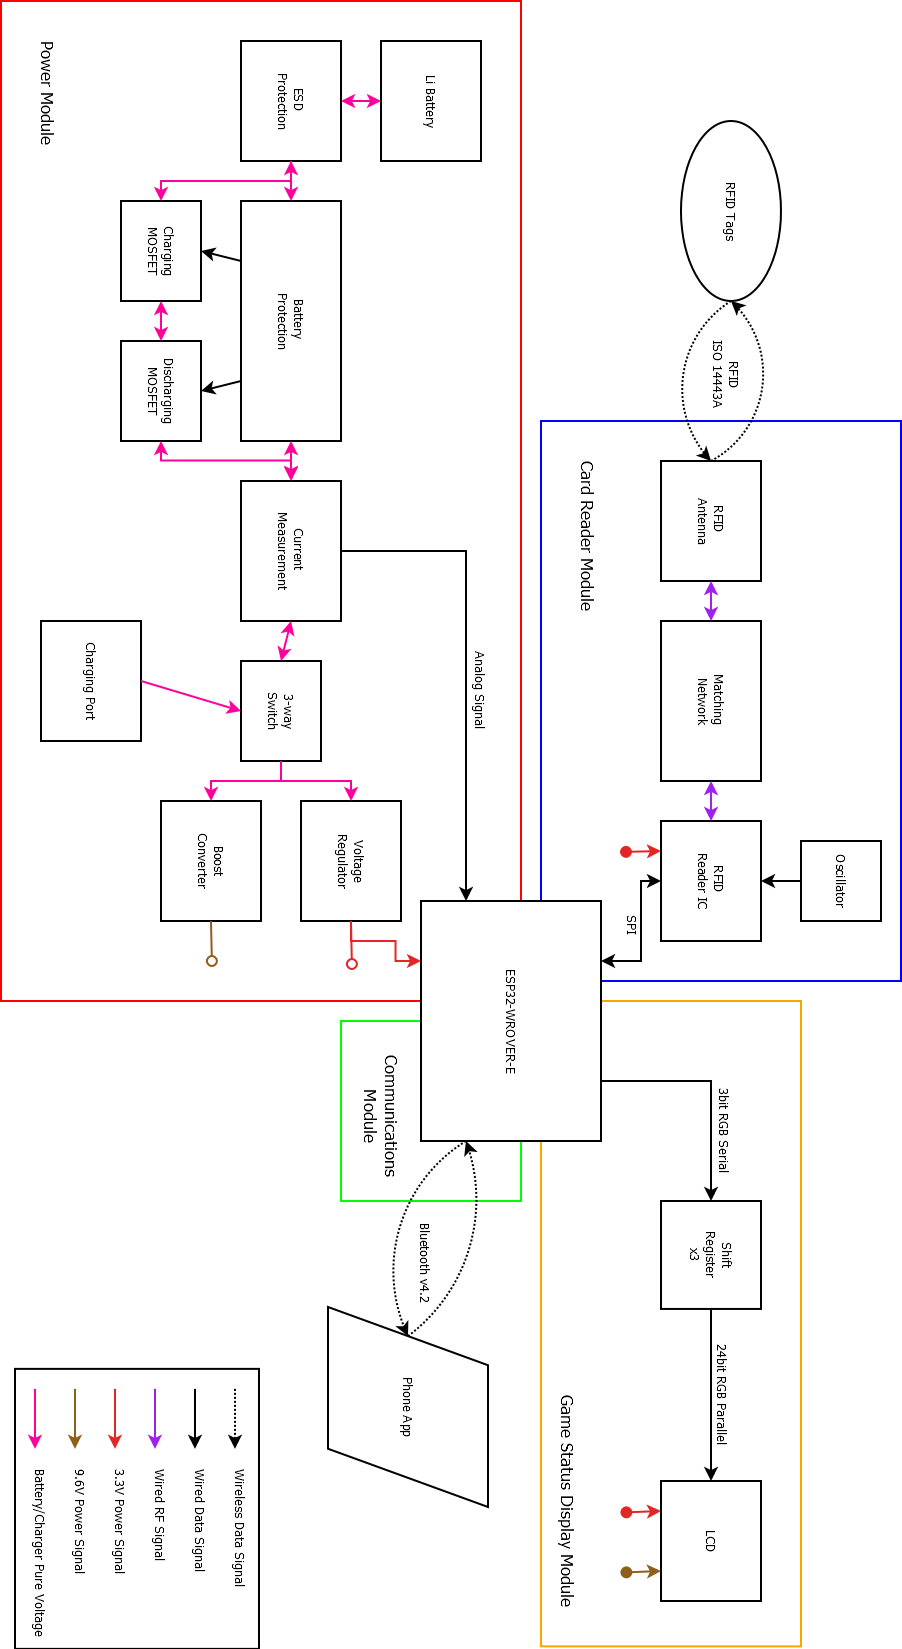 RFID Tags
RFID
ISO 14443A
Card Reader Module
RFID
Antenna
Matching
Network
RFID
Reader IC
Oscillator
SPI
Power Module
Li Battery
ESD
Protection
Battery
Protection
Charging
MOSFET
Discharging
MOSFET
Current
Measurement
Analog Signal
Charging Port
3-way
Switch
Voltage
Regulator
Boost
Converter
ESP32-WROVER-E
Communications
Module
Bluetooth v4.2
Phone App
3bit RGB Serial
Shift
Register
x3
24bit RGB Parallel
LCD
Game Status Display Module
Wireless Data Signal
Wired Data Signal
Wired RF Signal
3.3V Power Signal
9.6V Power Signal
Battery/Charger Pure Voltage